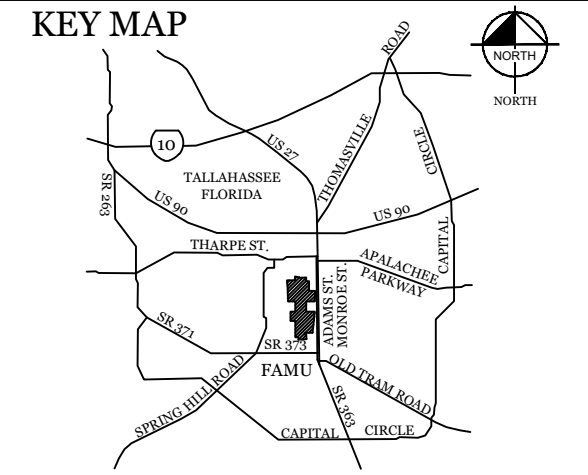 KEY MAP
ROAD
NORTH
NORTH
10
US 27
THOMASVILLE
CIRCLE
TALLAHASSEE
FLORIDA
SR 263
US 90
US 90
THARPE ST.
CAPITAL
APALACHEE
PARKWAY
ADAMS ST.
MONROE ST.
SR 371
SR 373
FAMU
OLD TRAM ROAD
SPRING HILL ROAD
SR 363
CAPITAL CIRCLE